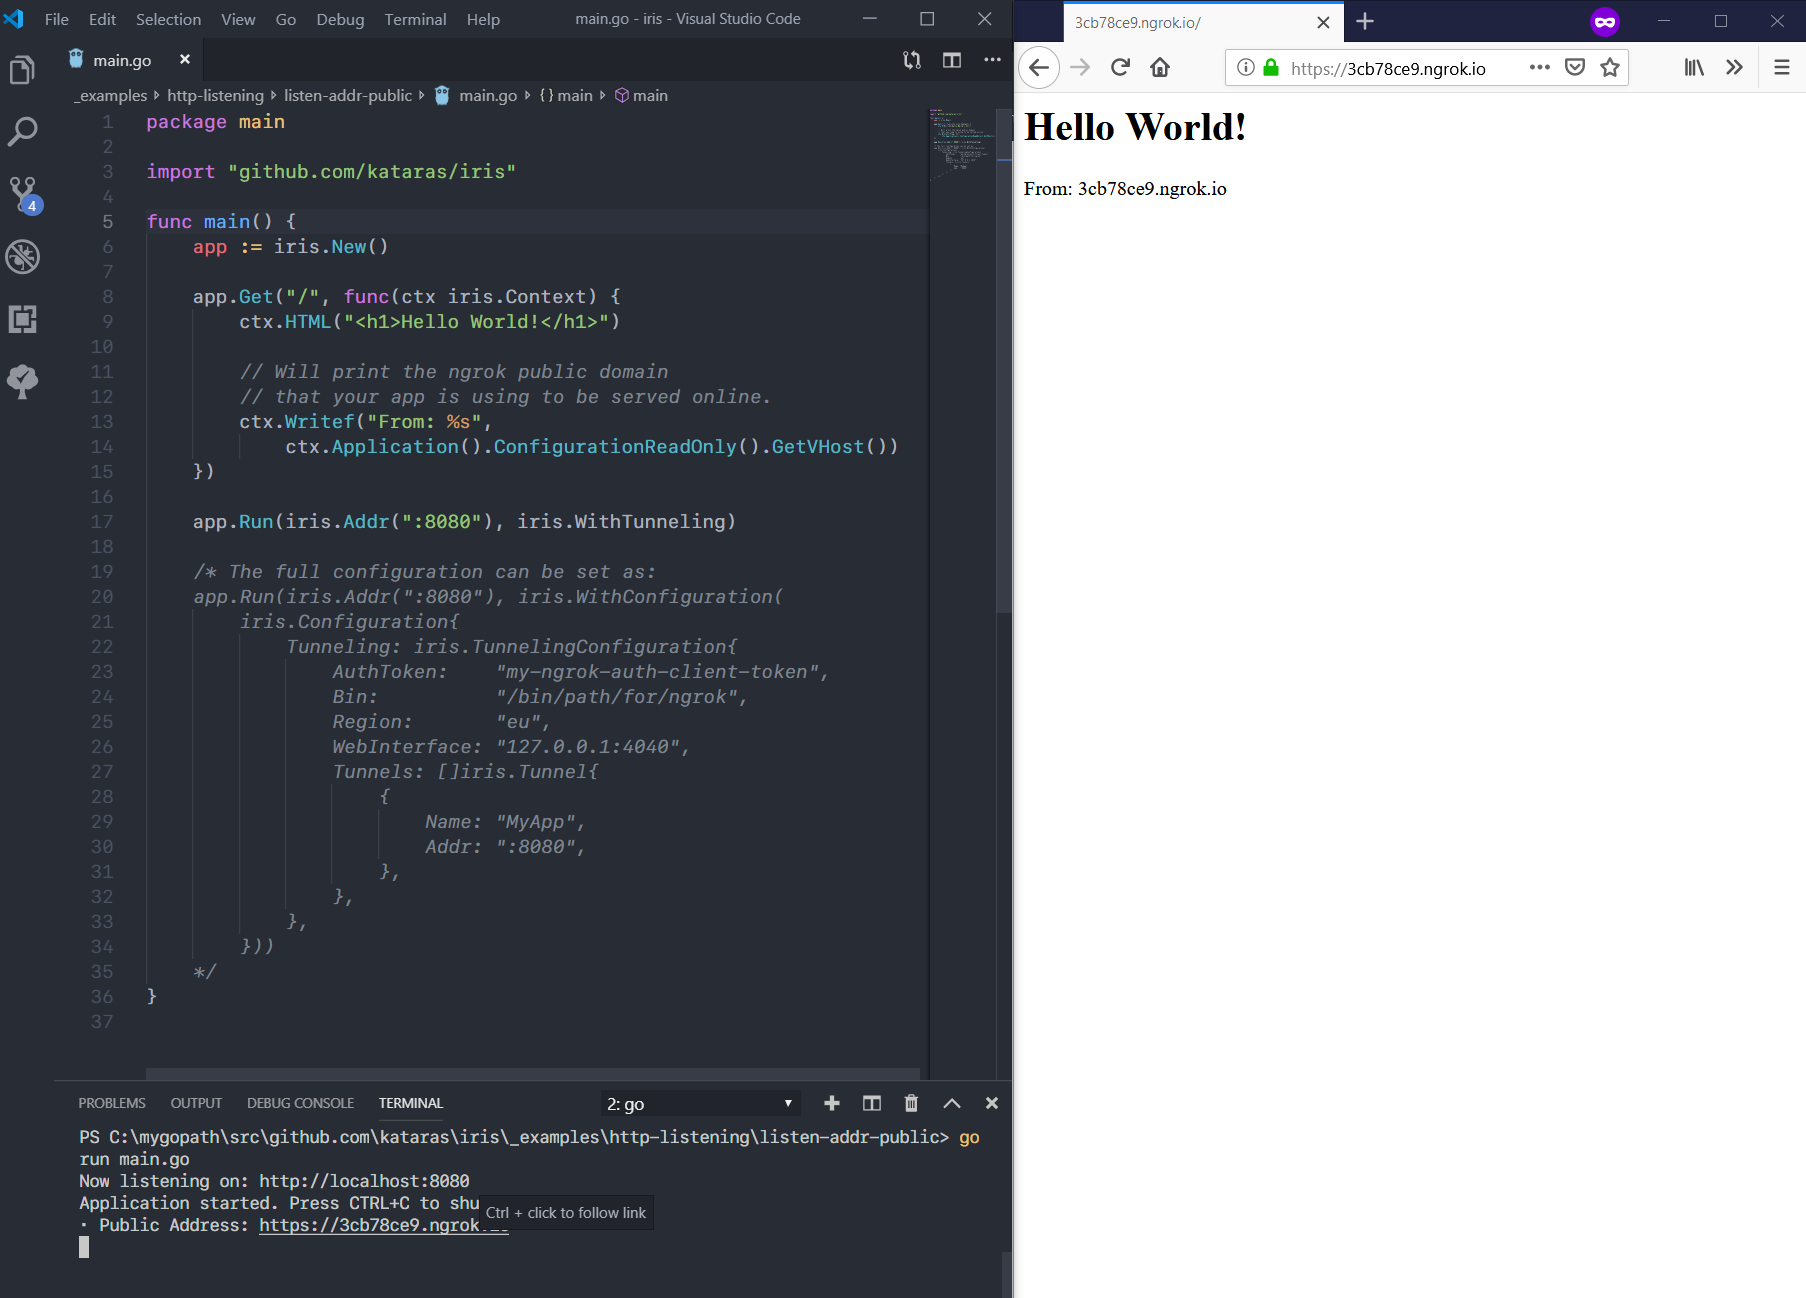 File Edit Selection View Go Debug Terminal Help main.go - iris - Visual Studio Code
main.go
_examples http-listening listen-addr-public main.go {} main main
4
1 package main
2
3 import "github.com/kataras/iris"
4
5 func main() {
6 app := iris.New()
7
8 app.Get("/", func(ctx iris.Context) {
9 ctx.HTML("<h1>Hello World!</h1>")
10
11 // Will print the ngrok public domain
12 // that your app is using to be served online.
13 ctx.Writef("From: %s",
14 ctx.Application().ConfigurationReadOnly().GetVHost())
15 })
16
17 app.Run(iris.Addr(":8080"), iris.WithTunneling)
18
19 /* The full configuration can be set as:
20 app.Run(iris.Addr(":8080"), iris.WithConfiguration(
21 iris.Configuration{
22 Tunneling: iris.TunnelingConfiguration{
23 AuthToken: "my-ngrok-auth-client-token",
24 Bin: "/bin/path/for/ngrok",
25 Region: "eu",
26 WebInterface: "127.0.0.1:4040",
27 Tunnels: []iris.Tunnel{
28 {
29 Name: "MyApp",
30 Addr: ":8080",
31 },
32 },
33 },
34 }))
35 */
36 }
37
PROBLEMS OUTPUT DEBUG CONSOLE TERMINAL 2: go
PS C:\mygopath\src\github.com\kataras\iris\_examples\http-listening\listen-addr-public> go
run main.go
Now listening on: http://localhost:8080
Application started. Press CTRL+C to shu
Ctrl + click to follow link
· Public Address: https://3cb78ce9.ngrok
3cb78ce9.ngrok.io/
https://3cb78ce9.ngrok.io
Hello World!
From: 3cb78ce9.ngrok.io